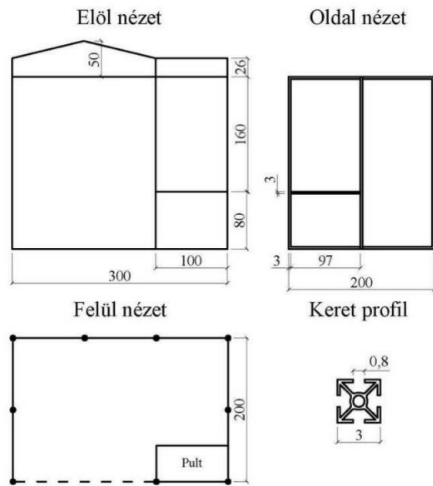 Elöl nézet
Oldal nézet
50
26
160
80
100
300
3
3
97
200
Felül nézet
Keret profil
200
Pult
0,8
3